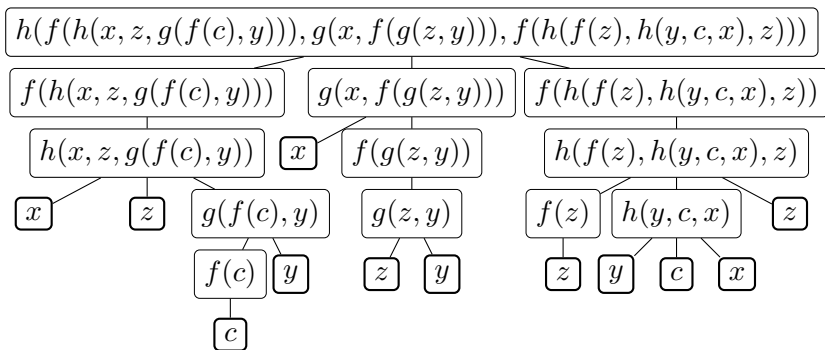 h(f(h(x, z, g(f(c), y))), g(x, f(g(z, y))), f(h(f(z), h(y, c, x), z)))
f(h(x, z, g(f(c), y))) g(x, f(g(z, y))) f(h(f(z), h(y, c, x), z))
h(x, z, g(f(c), y)) x f(g(z, y)) h(f(z), h(y, c, x), z)
x z g(f(c), y) g(z, y) f(z) h(y, c, x) z
f(c) y z y z y c x
c